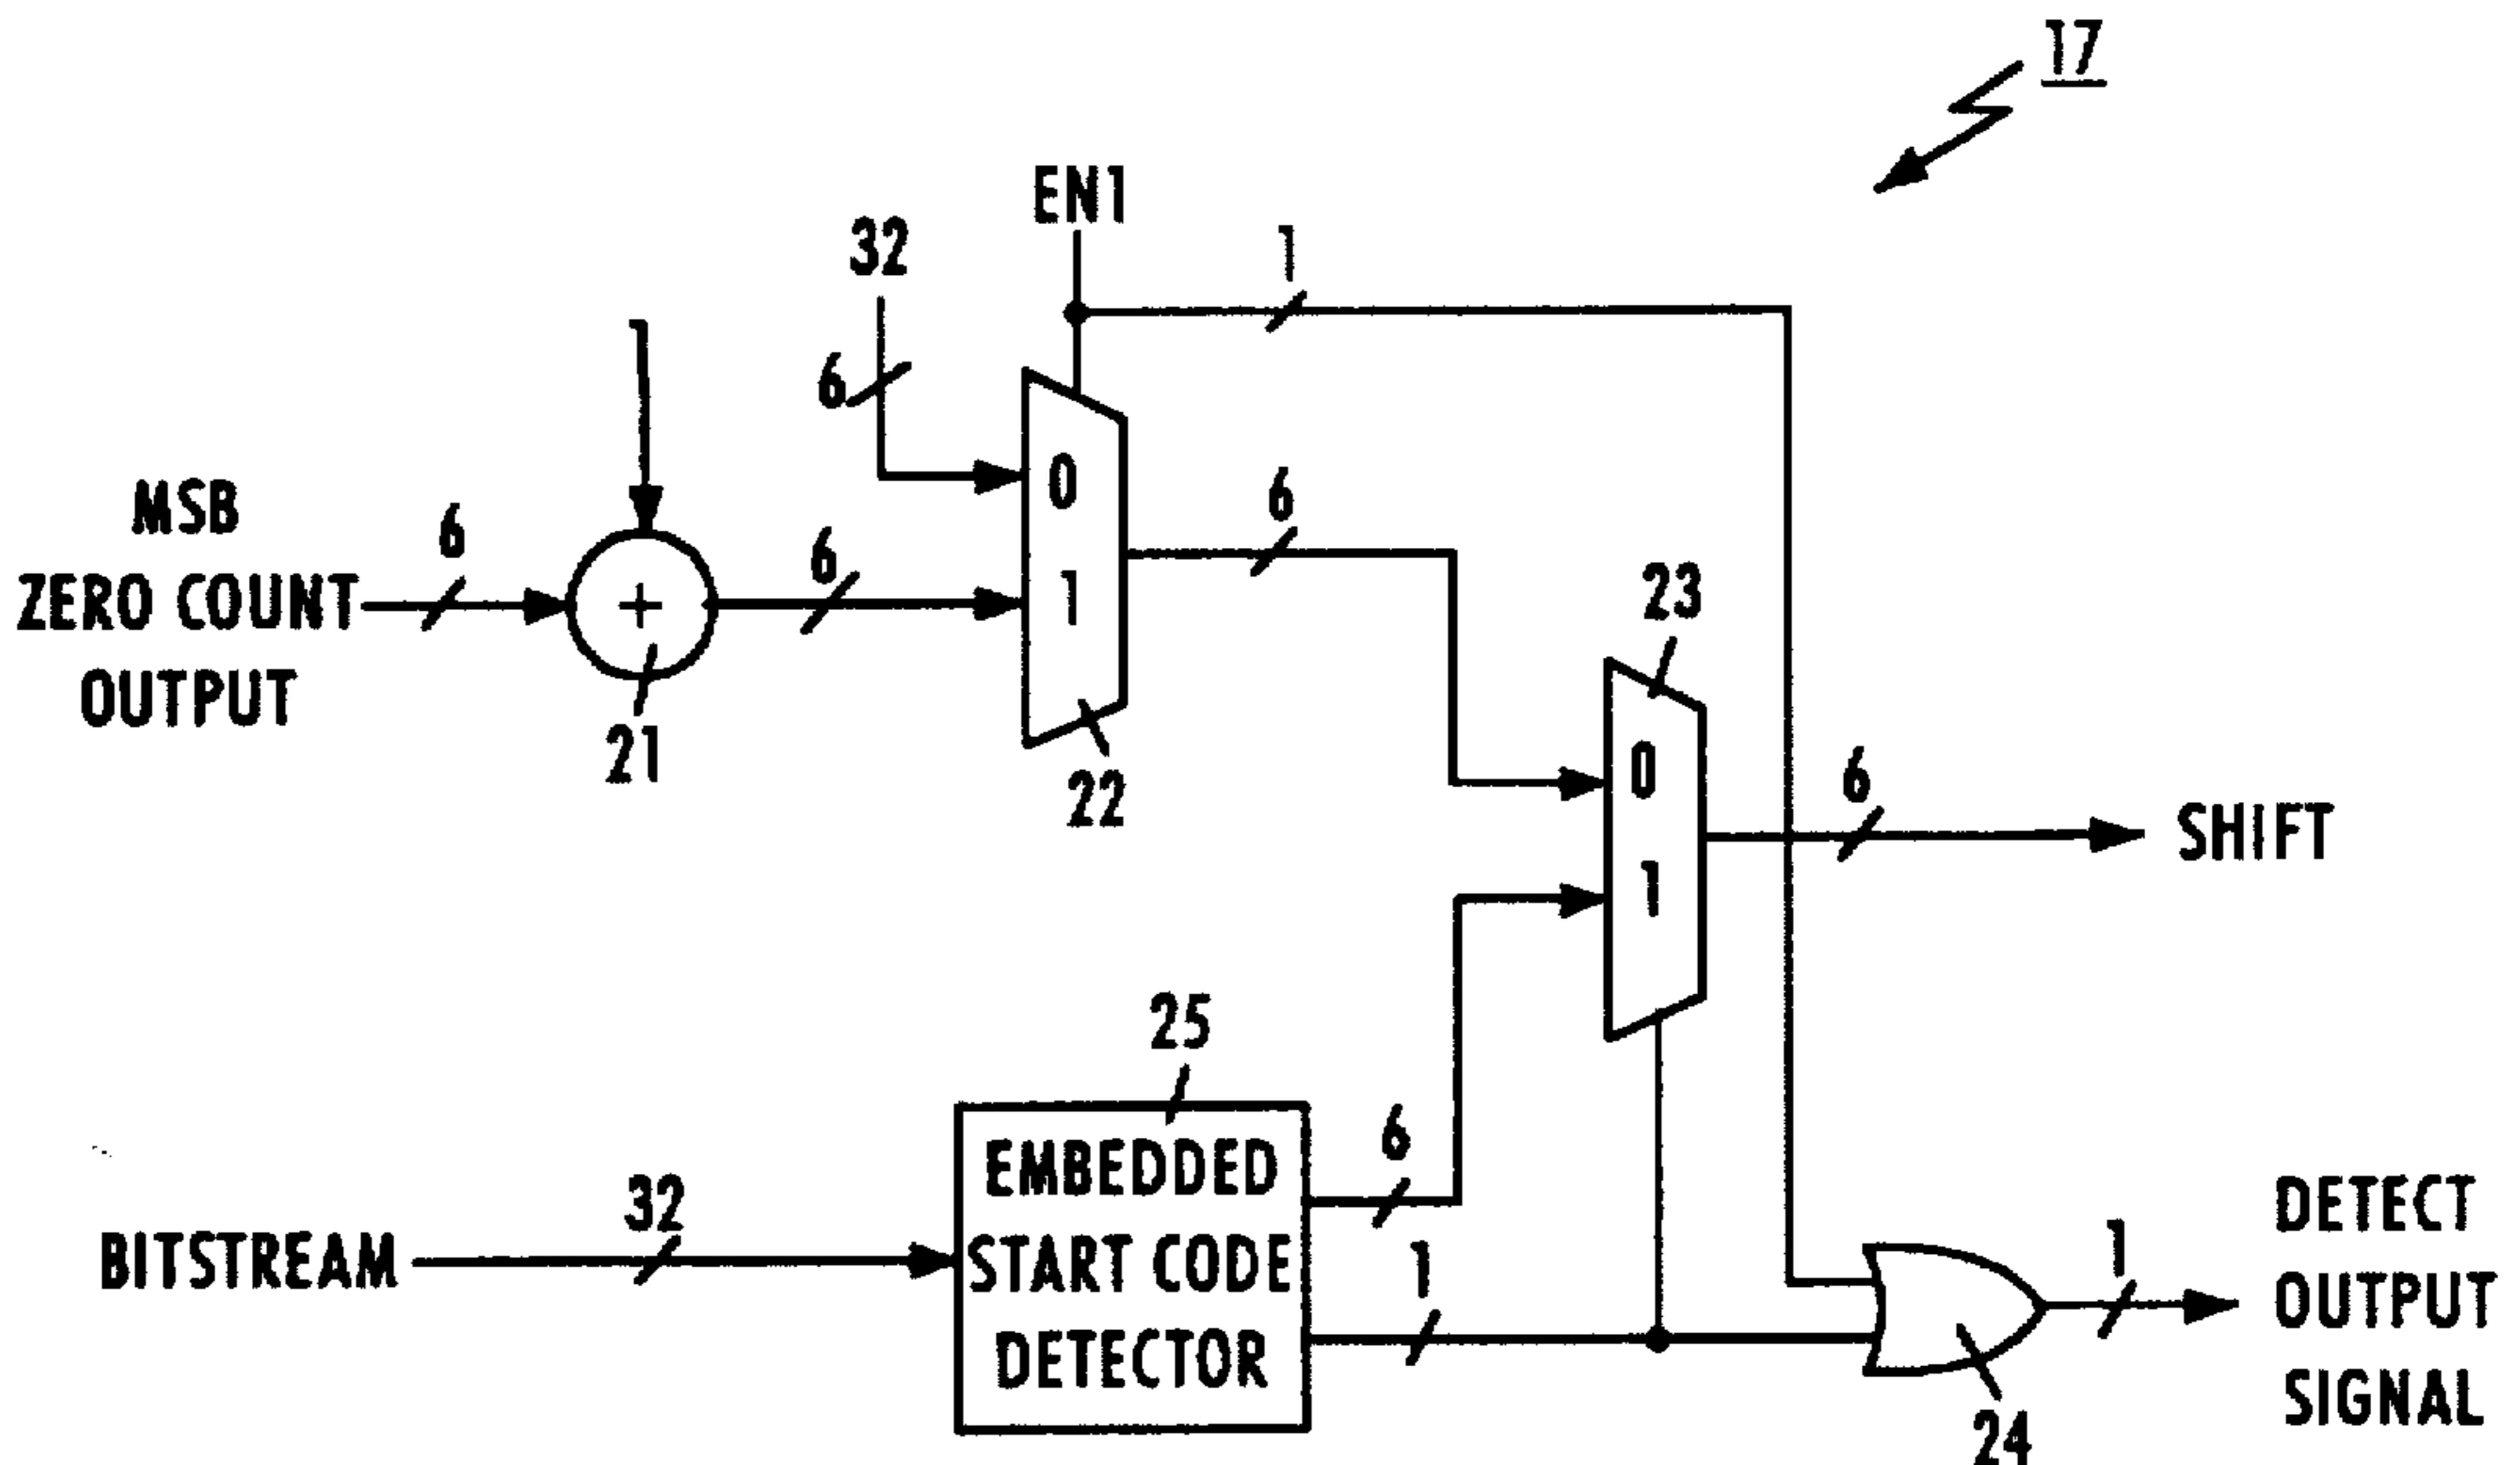 17
EN1
32
1
1
6
MSB
ZERO COUNT
OUTPUT
6
6
0
1
6
21
22
23
0
1
6
SHIFT
25
EMBEDDED
START CODE
DETECTOR
6
1
BITSTREAM
32
1
DETECT
OUTPUT
SIGNAL
24